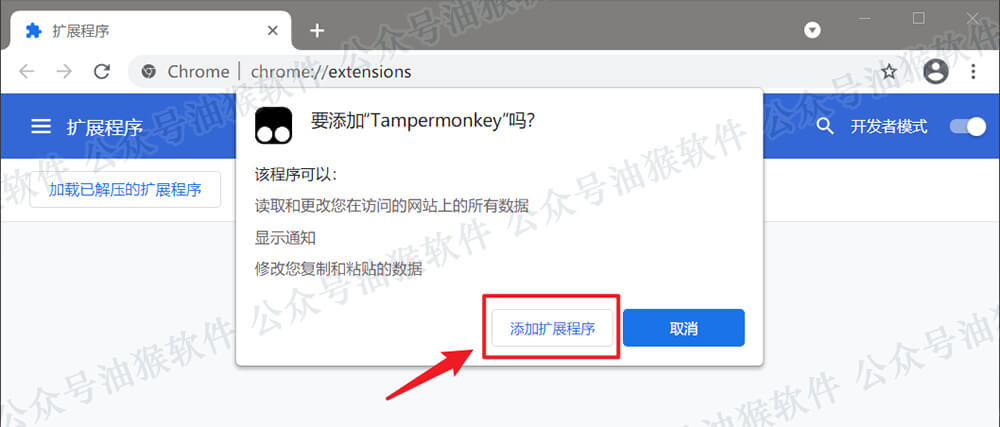 扩展程序
Chrome | chrome://extensions
扩展程序
开发者模式
加载已解压的扩展程序
要添加“Tampermonkey”吗？
该程序可以：
读取和更改您在访问的网站上的所有数据
显示通知
修改您复制和粘贴的数据
添加扩展程序
取消
公众号油猴软件
公众号油猴软件
公众号油猴软件
公众号油猴软件
公众号油猴软件
公众号油猴软件